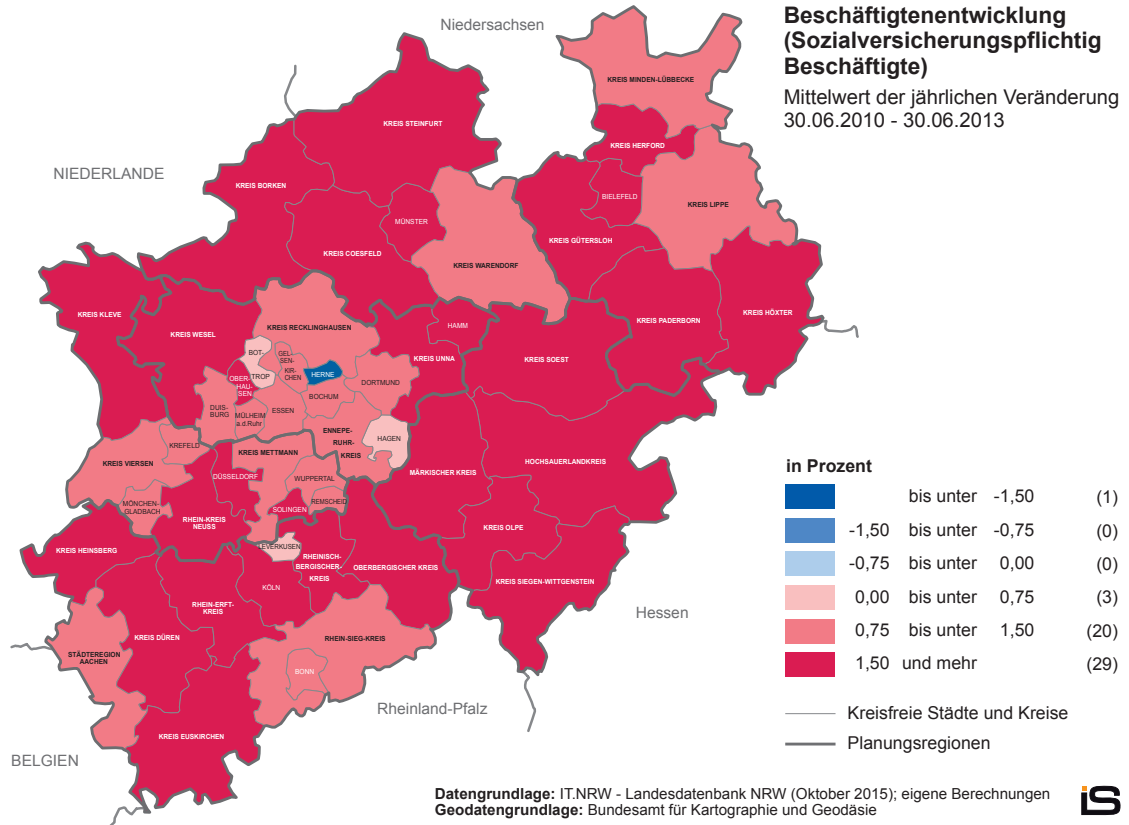 Beschäftigtenentwicklung
(Sozialversicherungspflichtig
Beschäftigte)
Mittelwert der jährlichen Veränderung
30.06.2010 - 30.06.2013
Niedersachsen
NIEDERLANDE
KREIS MINDEN-LÜBBECKE
KREIS STEINFURT
KREIS HERFORD
KREIS BORKEN
BIELEFELD
KREIS LIPPE
MÜNSTER
KREIS GÜTERSLOH
KREIS COESFELD
KREIS WARENDORF
KREIS KLEVE
KREIS HÖXTER
KREIS PADERBORN
KREIS WESEL
KREIS RECKLINGHAUSEN
HAMM
KREIS UNNA
KREIS SOEST
BOT-
TROP
GEL-
SEN-
KIR-
CHEN
HERNE
OBER-
HAU-
SEN
DORTMUND
DUIS-
BURG
MÜLHEIM
a.d.Ruhr
ESSEN
BOCHUM
ENNEPE-
RUHR-
KREIS
HAGEN
KREFELD
KREIS VIERSEN
KREIS METTMANN
DÜSSELDORF
WUPPERTAL
MÄRKISCHER KREIS
HOCHSAUERLANDKREIS
MÖNCHEN-
GLADBACH
REMSCHEID
SOLINGEN
RHEIN-KREIS
NEUSS
KREIS OLPE
KREIS HEINSBERG
LEVERKUSEN
RHEINISCH-
BERGISCHER-
KREIS
OBERBERGISCHER KREIS
KREIS SIEGEN-WITTGENSTEIN
KÖLN
RHEIN-ERFT-
KREIS
Hessen
KREIS DÜREN
RHEIN-SIEG-KREIS
STÄDTEREGION
AACHEN
BONN
Rheinland-Pfalz
KREIS EUSKIRCHEN
BELGIEN
in Prozent
bis unter -1,50 (1)
-1,50 bis unter -0,75 (0)
-0,75 bis unter 0,00 (0)
0,00 bis unter 0,75 (3)
0,75 bis unter 1,50 (20)
1,50 und mehr (29)
Kreisfreie Städte und Kreise
Planungsregionen
Datengrundlage: IT.NRW - Landesdatenbank NRW (Oktober 2015); eigene Berechnungen
Geodatengrundlage: Bundesamt für Kartographie und Geodäsie
is